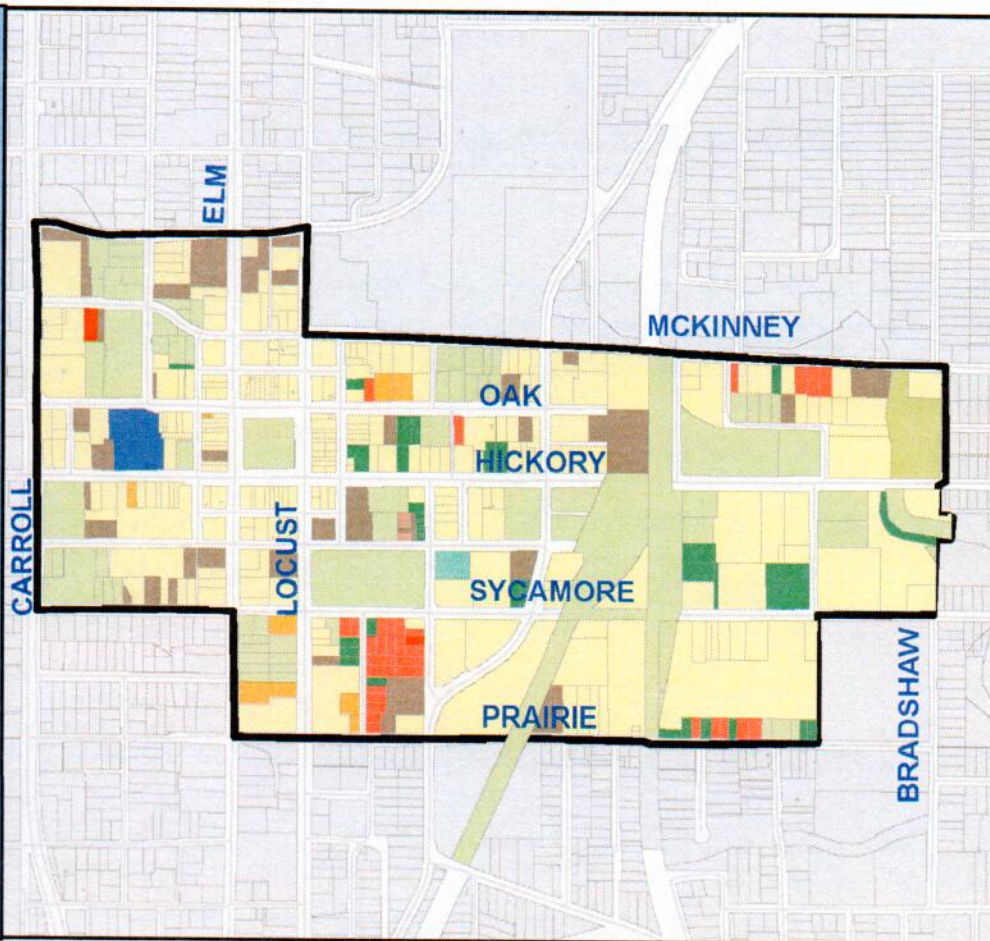 ELM
MCKINNEY
OAK
HICKORY
CARROLL
LOCUST
SYCAMORE
PRAIRIE
BRADSHAW